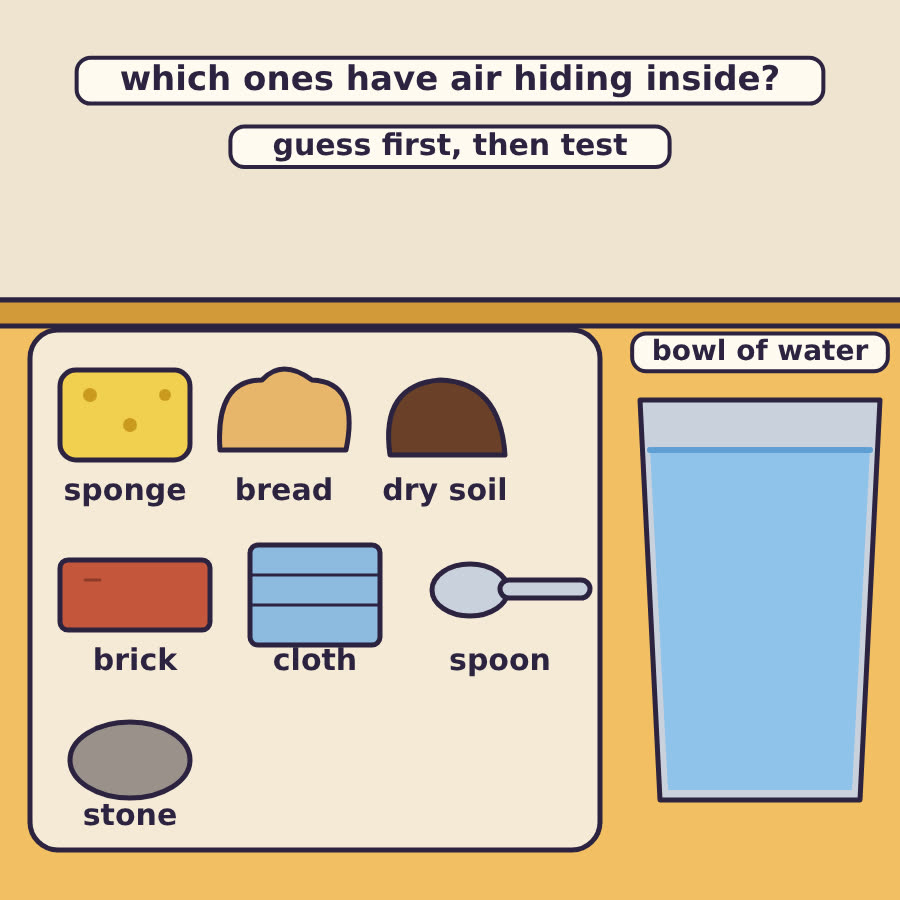 which ones have air hiding inside?
guess first, then test
bowl of water
sponge bread dry soil
brick cloth spoon
stone